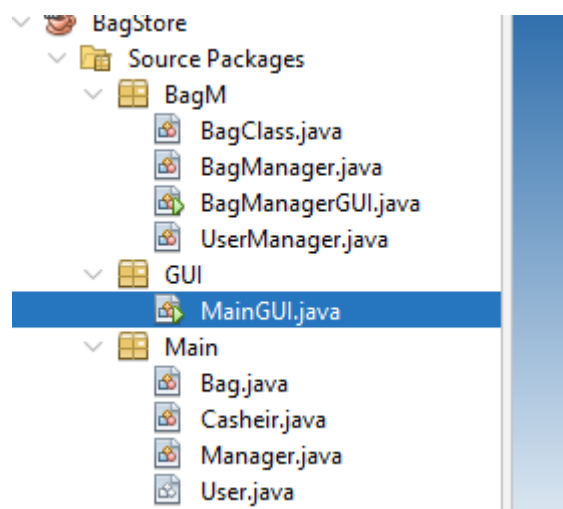 BagStore
Source Packages
BagM
BagClass.java
BagManager.java
BagManagerGUI.java
UserManager.java
GUI
MainGUI.java
Main
Bag.java
Casheir.java
Manager.java
User.java